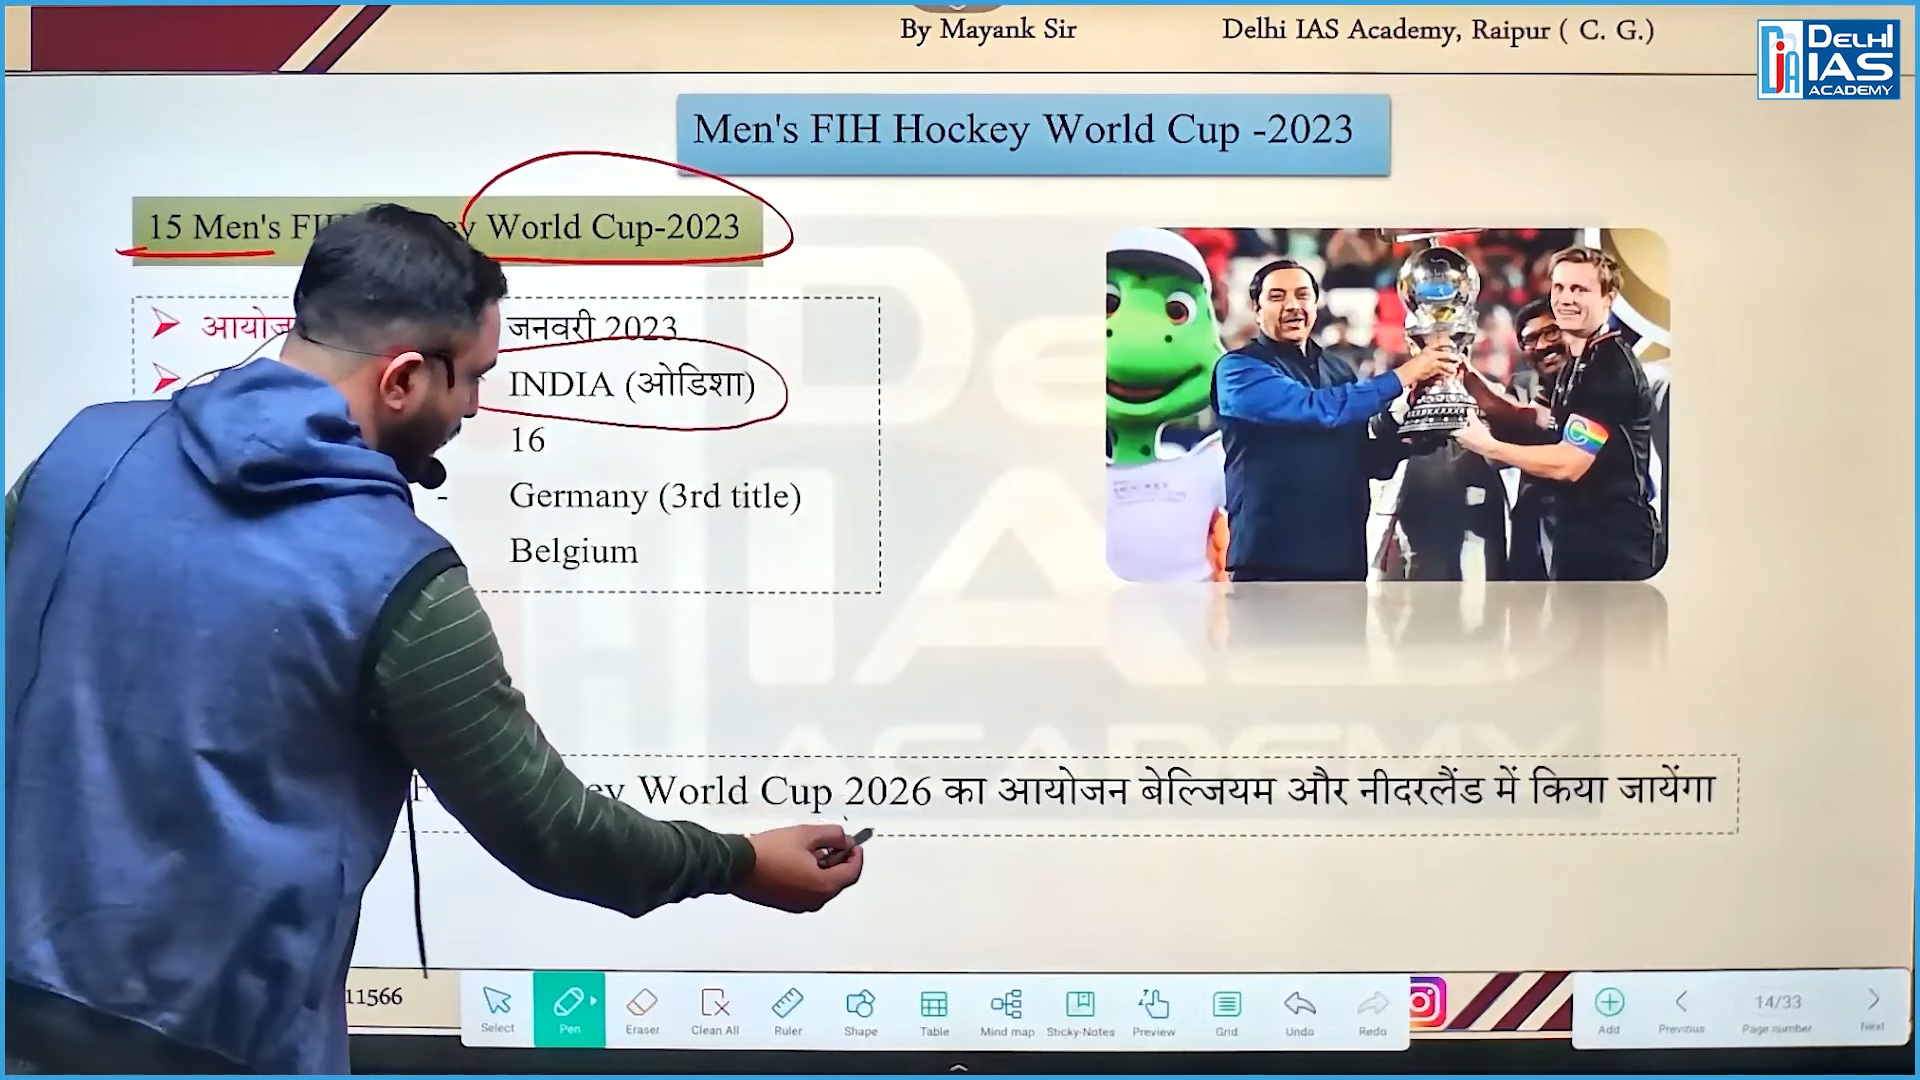 By Mayank Sir
Delhi IAS Academy, Raipur ( C. G.)
DELHI
IAS
ACADEMY
Men's FIH Hockey World Cup -2023
15 Men's World Cup-2023
जनवरी 2023
INDIA (ओडिशा)
16
- Germany (3rd title)
Belgium
World Cup 2026 का आयोजन बेल्जियम और नीदरलैंड में किया जायेंगा
11566
Select
Pen
Eraser
Clean All
Ruler
Shape
Table
Mind map
Sticky-Notes
Preview
Grid
Undo
Redo
Add
Previous
14/33
Page number
Next